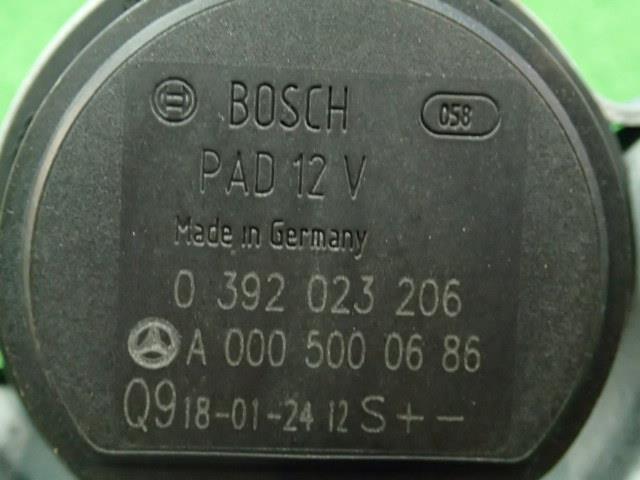 BOSCH 058
PAD 12 V
Made in Germany
0 392 023 206
A 000 500 06 86
Q9 18-01-24 12 S + -